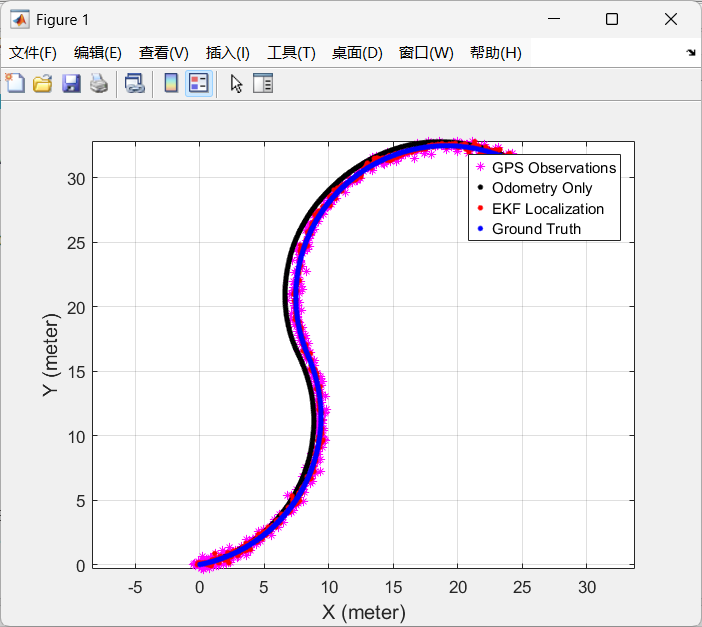 Figure 1
文件(F) 编辑(E) 查看(V) 插入(I) 工具(T) 桌面(D) 窗口(W) 帮助(H)
GPS Observations
Odometry Only
EKF Localization
Ground Truth
Y (meter)
30
25
20
15
10
5
0
-5 0 5 10 15 20 25 30
X (meter)